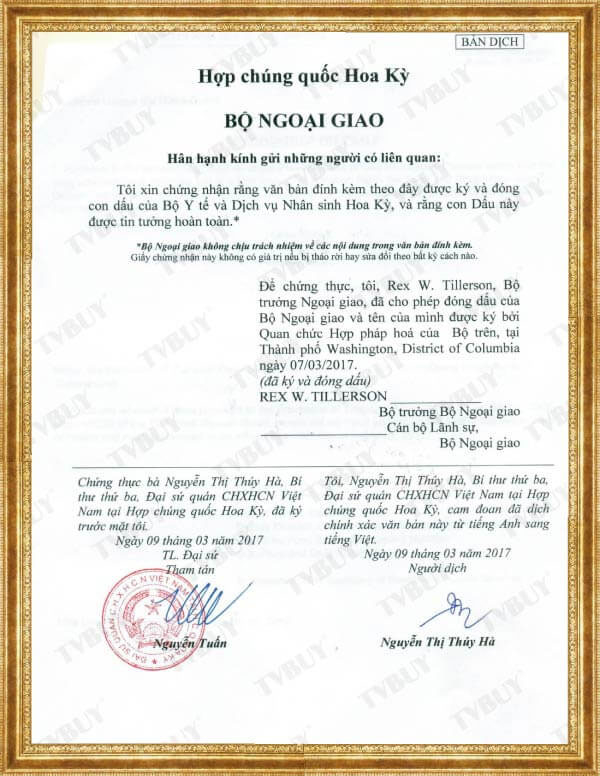 BẢN DỊCH
Hợp chúng quốc Hoa Kỳ
BỘ NGOẠI GIAO
Hân hạnh kính gửi những người có liên quan:
Tôi xin chứng nhận rằng văn bản đính kèm theo đây được ký và đóng
con dấu của Bộ Y tế và Dịch vụ Nhân sinh Hoa Kỳ, và rằng con Dấu này
được tin tưởng hoàn toàn.*
*Bộ Ngoại giao không chịu trách nhiệm về các nội dung trong văn bản đính kèm.
Giấy chứng nhận này không có giá trị nếu bị tháo rời hay sửa đổi theo bất kỳ cách nào.
Để chứng thực, tôi, Rex W. Tillerson, Bộ
trưởng Ngoại giao, đã cho phép đóng dấu của
Bộ Ngoại giao và tên của mình được ký bởi
Quan chức Hợp pháp hoá của Bộ trên, tại
Thành phố Washington, District of Columbia
ngày 07/03/2017.
(đã ký và đóng dấu)
REX W. TILLERSON
Bộ trưởng Bộ Ngoại giao
Cán bộ Lãnh sự,
Bộ Ngoại giao
Chứng thực bà Nguyễn Thị Thúy Hà, Bí
thư thứ ba, Đại sứ quán CHXHCN Việt
Nam tại Hợp chúng quốc Hoa Kỳ, đã ký
trước mặt tôi.
Ngày 09 tháng 03 năm 2017
TL. Đại sứ
Tham tán
Nguyễn Tuấn
Tôi, Nguyễn Thị Thúy Hà, Bí thư thứ ba,
Đại sứ quán CHXHCN Việt Nam tại Hợp
chúng quốc Hoa Kỳ, cam đoan đã dịch
chính xác văn bản này từ tiếng Anh sang
tiếng Việt.
Ngày 09 tháng 03 năm 2017
Người dịch
Nguyễn Thị Thúy Hà
TVBUY